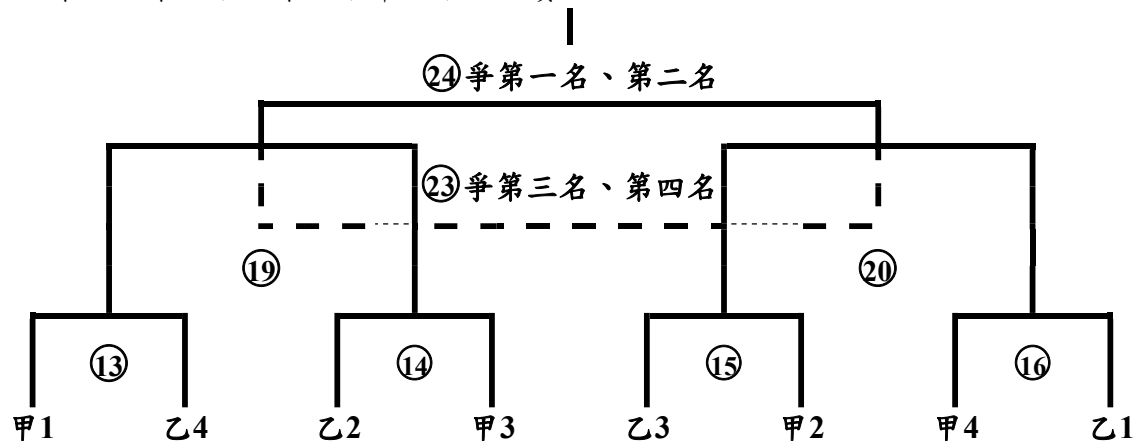 ㉔爭第一名、第二名
㉓爭第三名、第四名
⑲ ⑳
⑬ ⑭ ⑮ ⑯
甲1 乙4 乙2 甲3 乙3 甲2 甲4 乙1